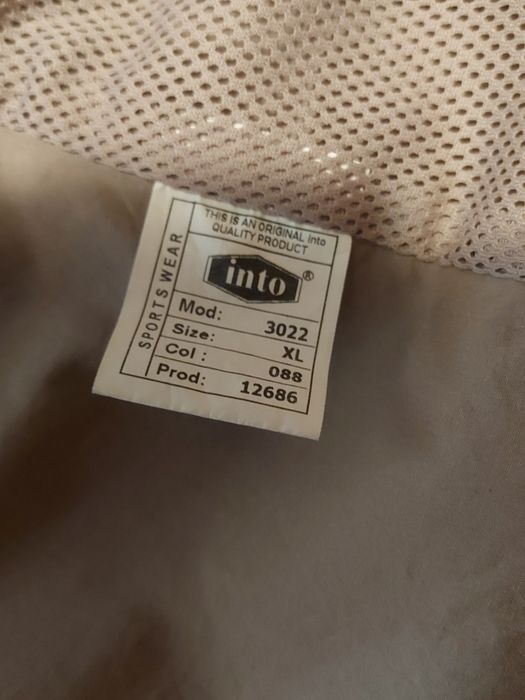 SPORTS WEAR
THIS IS AN ORIGINAL into
QUALITY PRODUCT
into ®
Mod: 3022
Size: XL
Col : 088
Prod: 12686